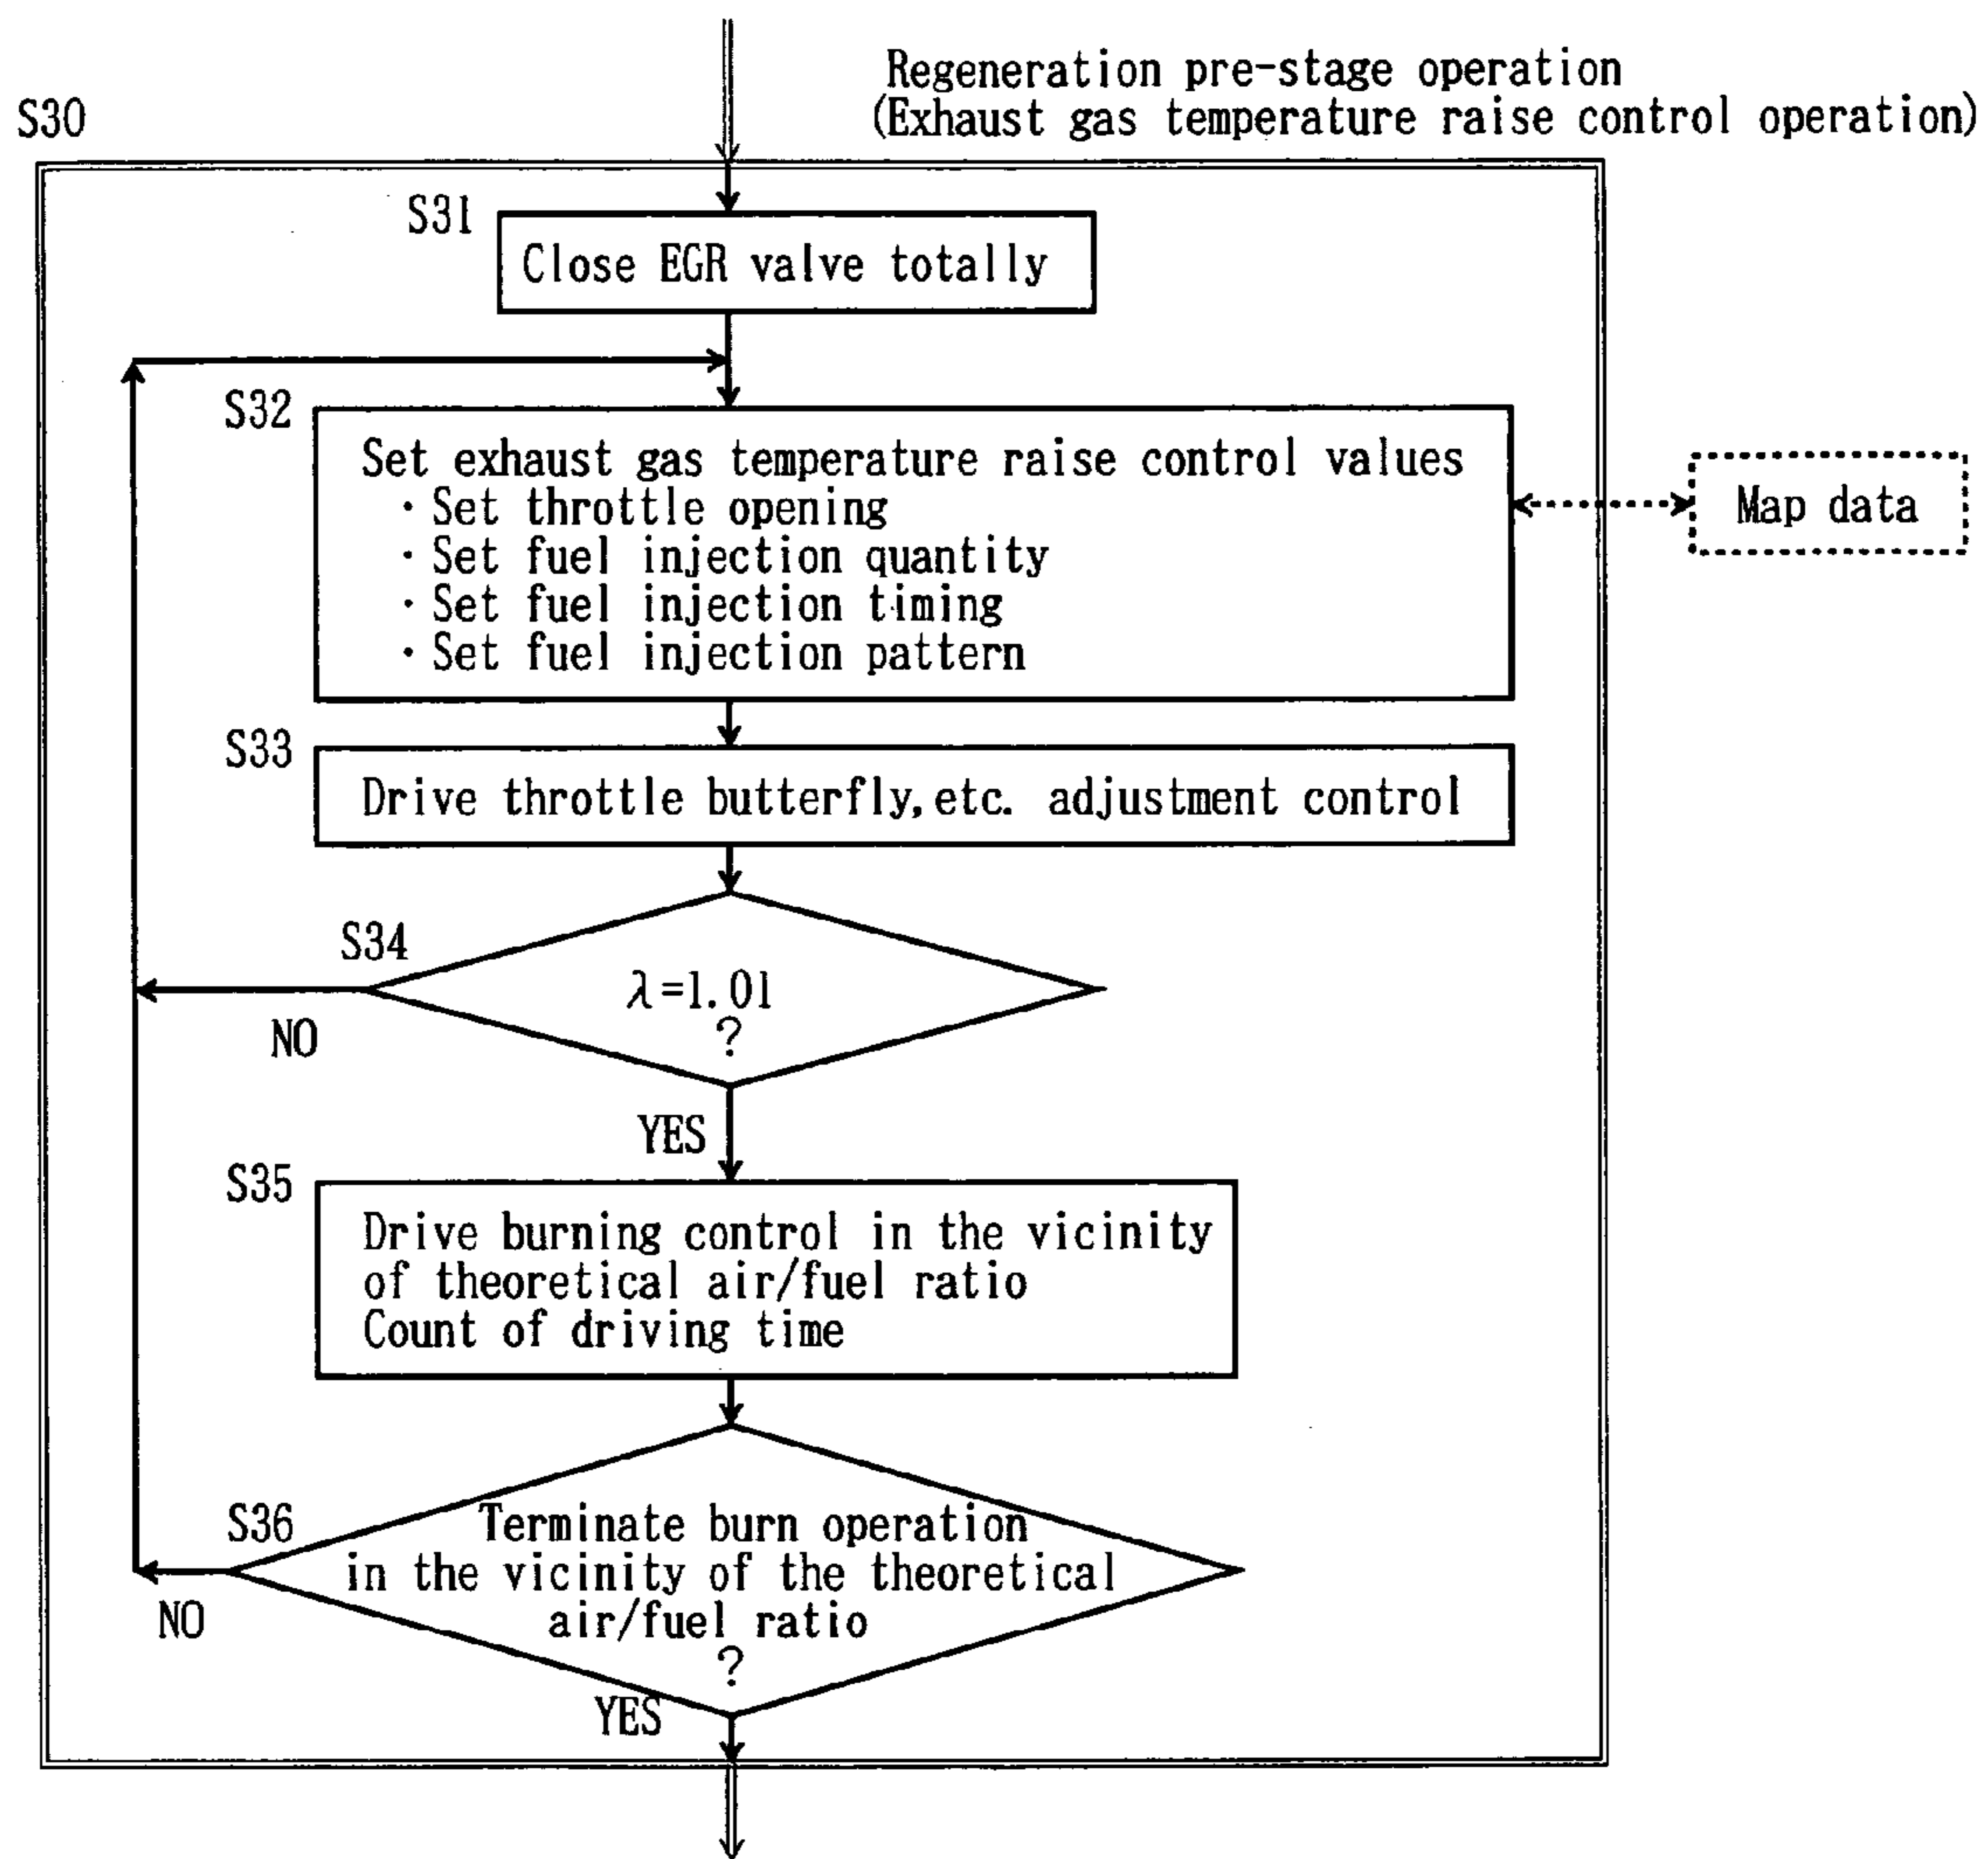 Regeneration pre-stage operation
(Exhaust gas temperature raise control operation)
S30
S31
Close EGR valve totally
S32
Set exhaust gas temperature raise control values
・Set throttle opening
・Set fuel injection quantity
・Set fuel injection timing
・Set fuel injection pattern
Map data
S33
Drive throttle butterfly, etc. adjustment control
S34
λ=1.01
?
NO
YES
S35
Drive burning control in the vicinity
of theoretical air/fuel ratio
Count of driving time
S36
Terminate burn operation
in the vicinity of the theoretical
air/fuel ratio
?
NO
YES